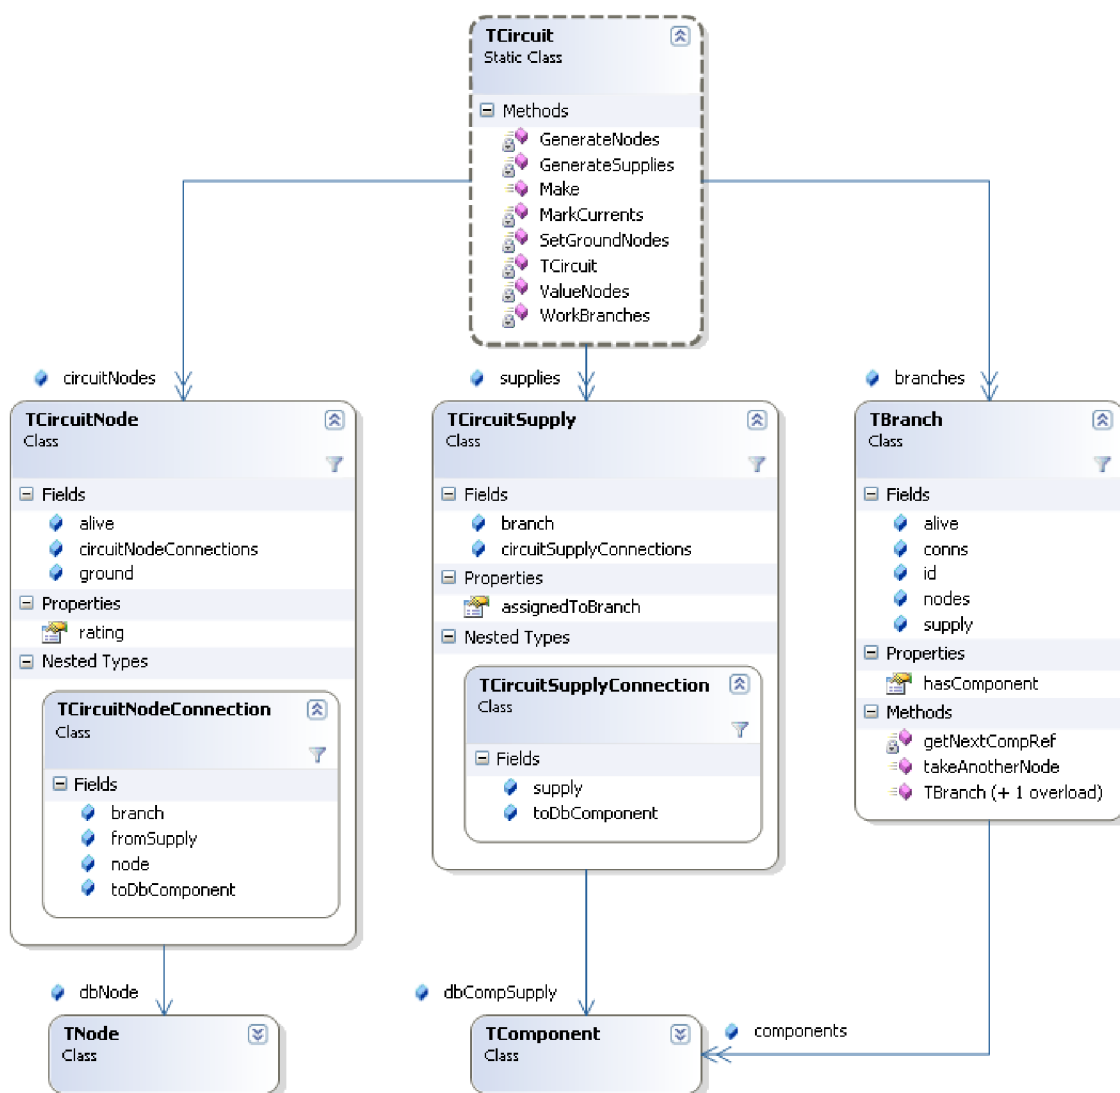 TCircuit
Static Class
Methods
GenerateNodes
GenerateSupplies
Make
MarkCurrents
SetGroundNodes
TCircuit
ValueNodes
WorkBranches
circuitNodes
supplies
branches
TCircuitNode
Class
Fields
alive
circuitNodeConnections
ground
Properties
rating
Nested Types
TCircuitNodeConnection
Class
Fields
branch
fromSupply
node
toDbComponent
TCircuitSupply
Class
Fields
branch
circuitSupplyConnections
Properties
assignedToBranch
Nested Types
TCircuitSupplyConnection
Class
Fields
supply
toDbComponent
TBranch
Class
Fields
alive
conns
id
nodes
supply
Properties
hasComponent
Methods
getNextCompRef
takeAnotherNode
TBranch (+ 1 overload)
dbNode
dbCompSupply
components
TNode
Class
TComponent
Class